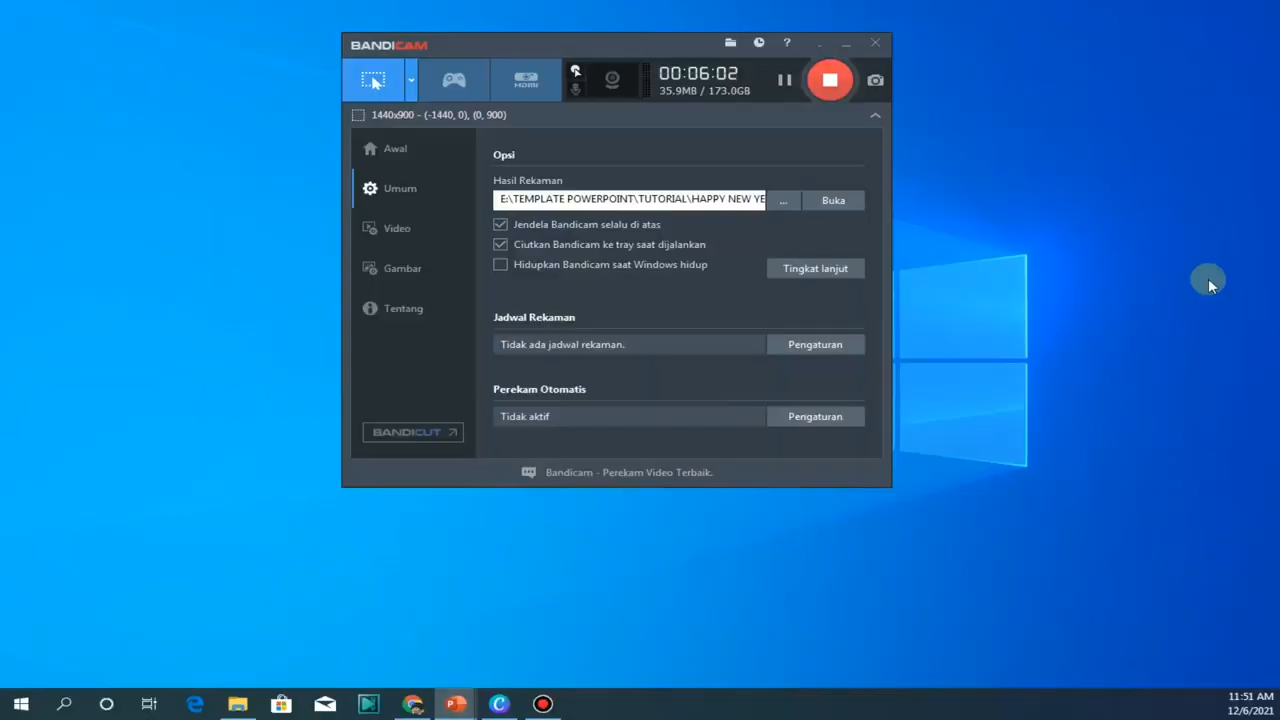 BANDICAM
?
HDMI
00:06:02
35.9MB / 173.0GB
1440x900 - (-1440, 0), (0, 900)
Awal
Umum
Video
Gambar
Tentang
BANDICUT
Opsi
Hasil Rekaman
E:\TEMPLATE POWERPOINT\TUTORIAL\HAPPY NEW YE
...
Buka
Jendela Bandicam selalu di atas
Ciutkan Bandicam ke tray saat dijalankan
Hidupkan Bandicam saat Windows hidup
Tingkat lanjut
Jadwal Rekaman
Tidak ada jadwal rekaman.
Pengaturan
Perekam Otomatis
Tidak aktif
Pengaturan
Bandicam - Perekam Video Terbaik.
11:51 AM
12/6/2021